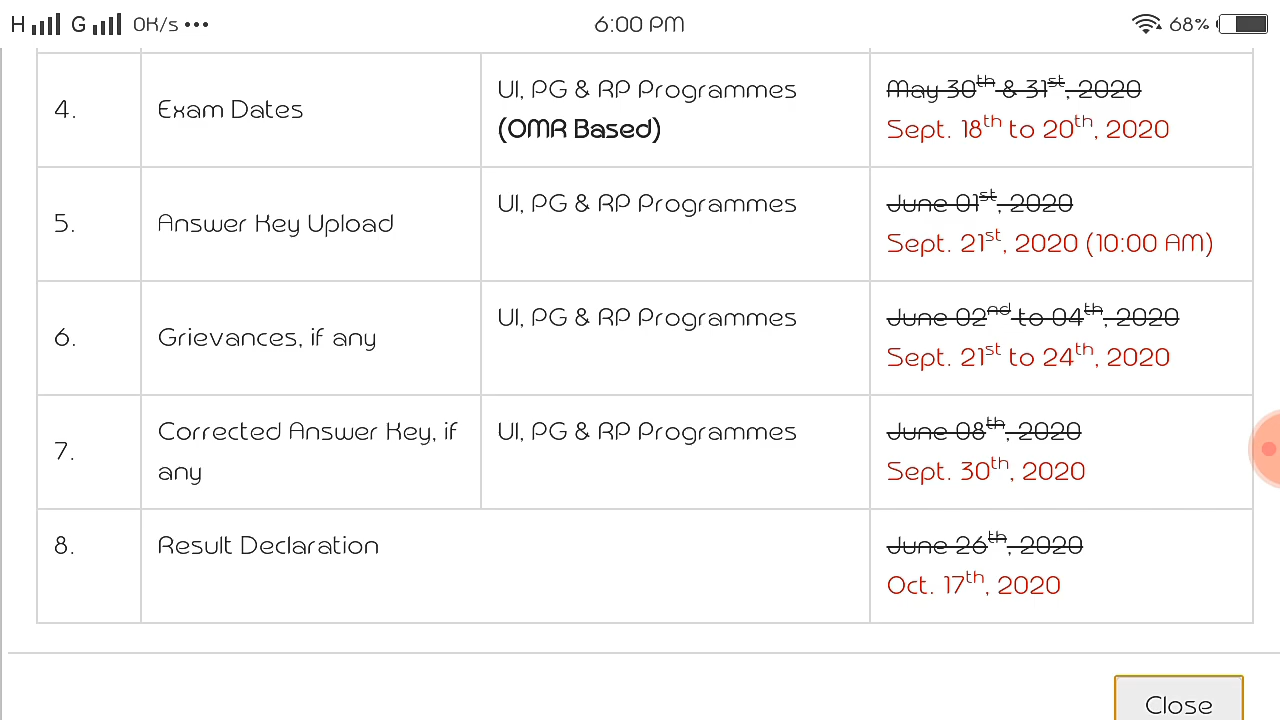 H G 0K/s ••• 6:00 PM 68%
4. Exam Dates UI, PG & RP Programmes May 30th & 31st, 2020
(OMR Based) Sept. 18th to 20th, 2020
5. Answer Key Upload UI, PG & RP Programmes June 01st, 2020
Sept. 21st, 2020 (10:00 AM)
6. Grievances, if any UI, PG & RP Programmes June 02nd to 04th, 2020
Sept. 21st to 24th, 2020
7. Corrected Answer Key, if UI, PG & RP Programmes June 08th, 2020
any Sept. 30th, 2020
8. Result Declaration June 26th, 2020
Oct. 17th, 2020
Close